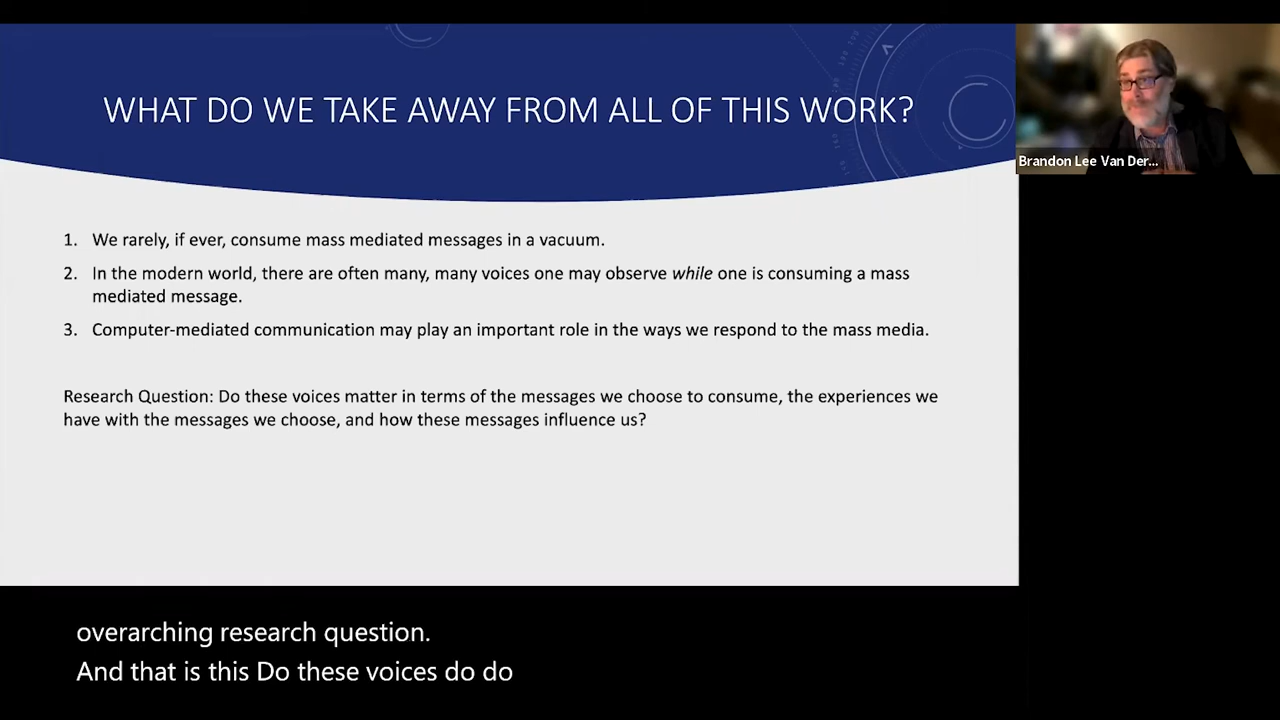 WHAT DO WE TAKE AWAY FROM ALL OF THIS WORK?
Brandon Lee Van Der...
1. We rarely, if ever, consume mass mediated messages in a vacuum.
2. In the modern world, there are often many, many voices one may observe while one is consuming a mass
mediated message.
3. Computer-mediated communication may play an important role in the ways we respond to the mass media.
Research Question: Do these voices matter in terms of the messages we choose to consume, the experiences we
have with the messages we choose, and how these messages influence us?
overarching research question.
And that is this Do these voices do do